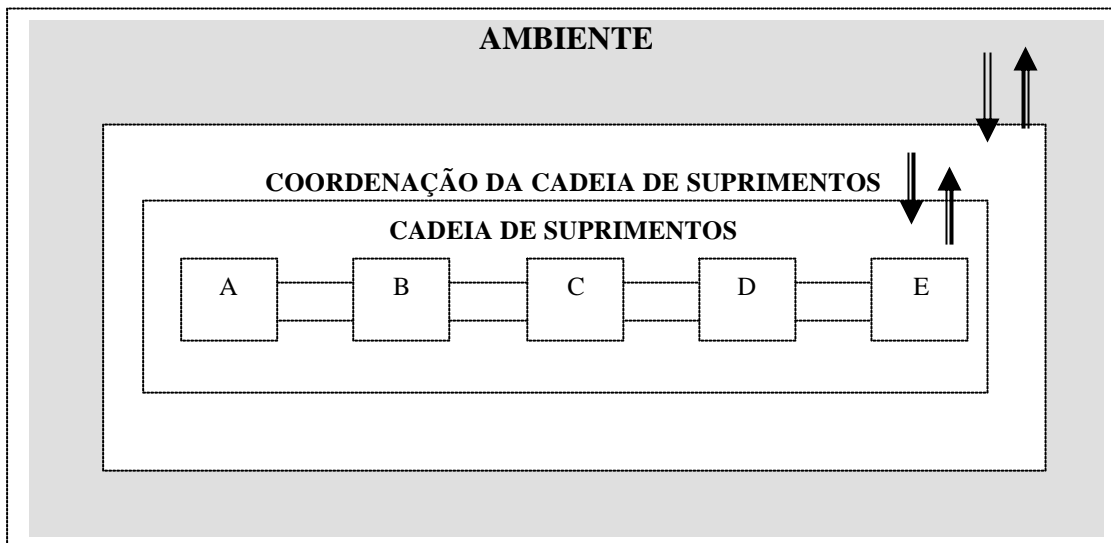 AMBIENTE
COORDENAÇÃO DA CADEIA DE SUPRIMENTOS
CADEIA DE SUPRIMENTOS
A B C D E